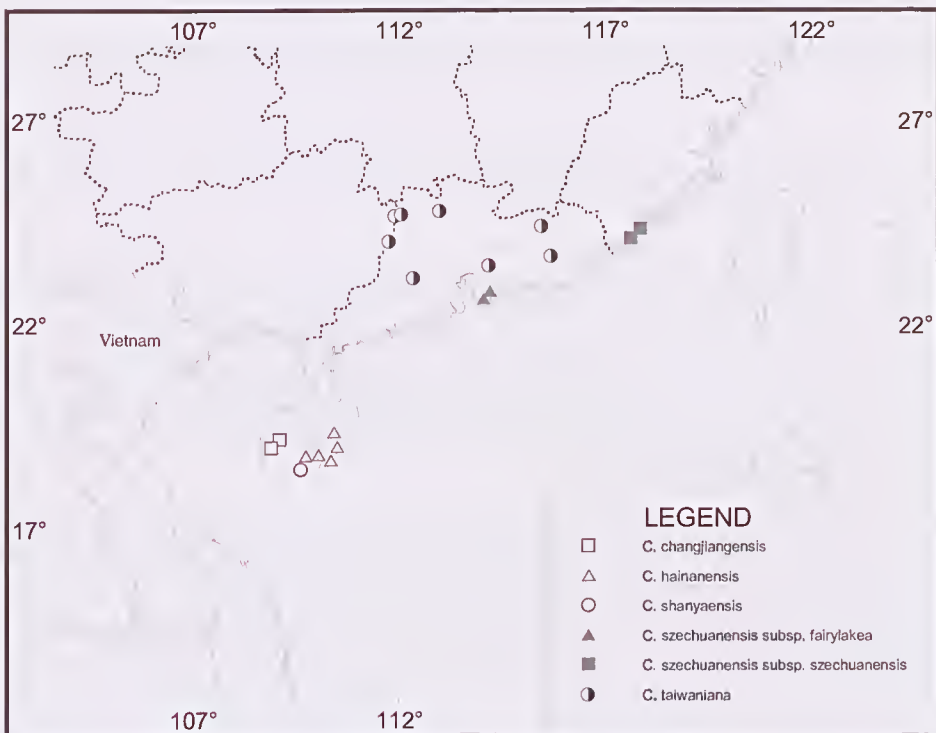 107° 112° 117° 122°
27° 27°
22° 22°
Vietnam
17°
LEGEND
C. changjiangensis
C. hainanensis
C. shanyaensis
C. szechuanensis subsp. fairylakea
C. szechuanensis subsp. szechuanensis
C. taiwaniana
107° 112°